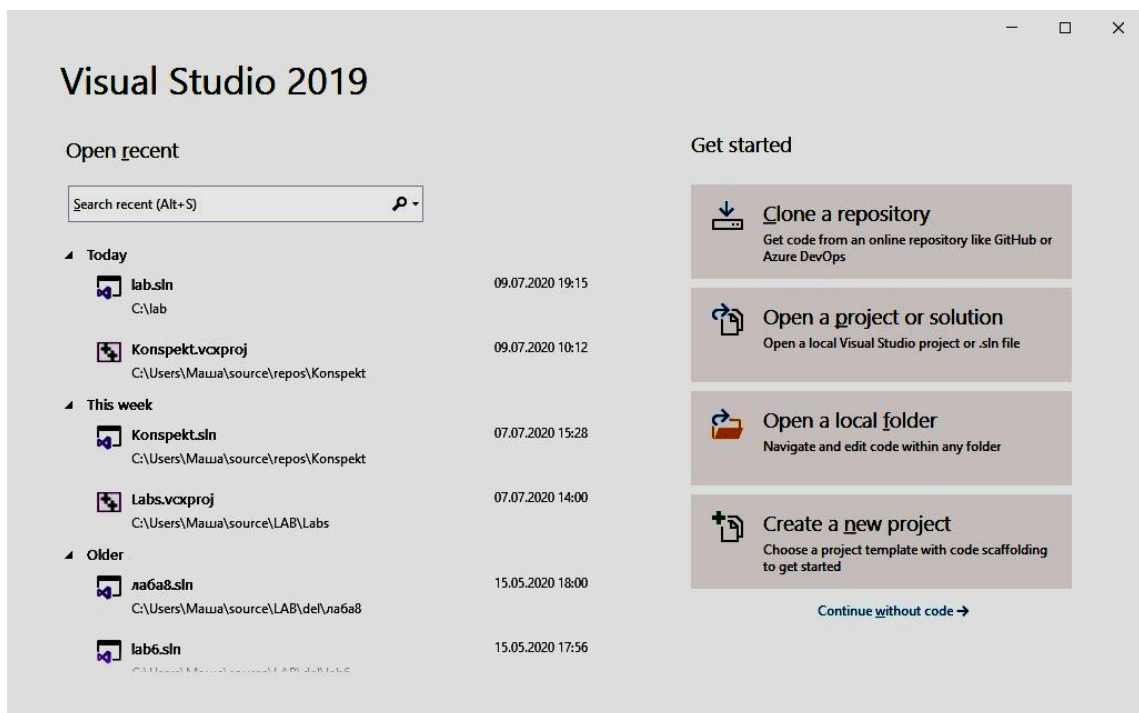 Visual Studio 2019
Open recent
Search recent (Alt+S)
Today
lab.sln 09.07.2020 19:15
C:\lab
Konspekt.vcxproj 09.07.2020 10:12
C:\Users\Маша\source\repos\Konspekt
This week
Konspekt.sln 07.07.2020 15:28
C:\Users\Маша\source\repos\Konspekt
Labs.vcxproj 07.07.2020 14:00
C:\Users\Маша\source\LAB\Labs
Older
лаба8.sln 15.05.2020 18:00
C:\Users\Маша\source\LAB\del\лаба8
lab6.sln 15.05.2020 17:56
Get started
Clone a repository
Get code from an online repository like GitHub or
Azure DevOps
Open a project or solution
Open a local Visual Studio project or .sln file
Open a local folder
Navigate and edit code within any folder
Create a new project
Choose a project template with code scaffolding
to get started
Continue without code →